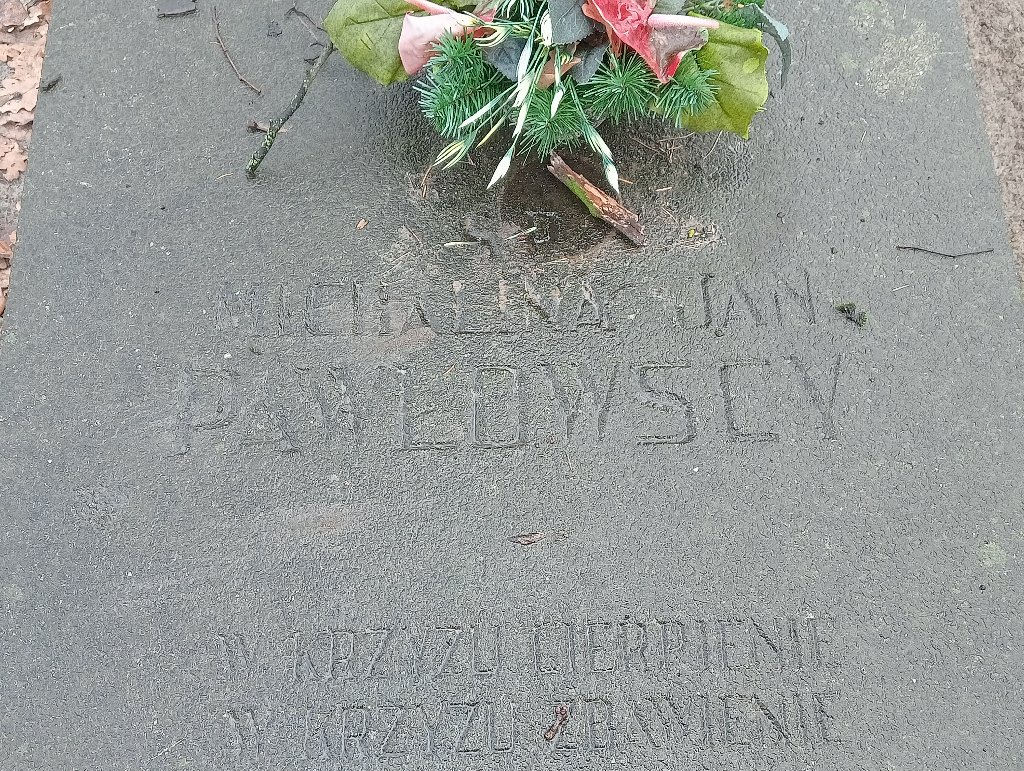 MICHALINA JAN
PAWŁOWSCY
W KRZYŻU CIERPIENIE
W KRZYŻU ZBAWIENIE